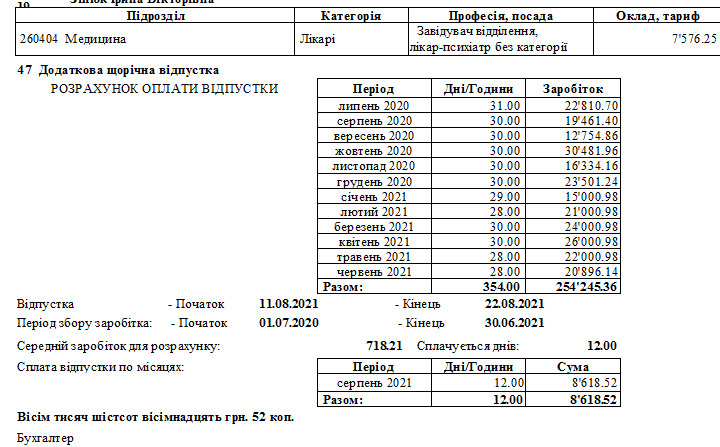 Підрозділ Категорія Професія, посада Оклад, тариф
260404 Медицина Лікарі Завідувач відділення, лікар-психіатр без категорії 7'576.25
47 Додаткова щорічна відпустка
РОЗРАХУНОК ОПЛАТИ ВІДПУСТКИ Період Дні/Години Заробіток
липень 2020 31.00 22'810.70
серпень 2020 30.00 19'461.40
вересень 2020 30.00 12'754.86
жовтень 2020 30.00 30'481.96
листопад 2020 30.00 16'334.16
грудень 2020 30.00 23'501.24
січень 2021 29.00 15'000.98
лютий 2021 28.00 21'000.98
березень 2021 30.00 24'000.98
квітень 2021 30.00 26'000.98
травень 2021 28.00 22'000.98
червень 2021 28.00 20'896.14
Разом: 354.00 254'245.36
Відпустка - Початок 11.08.2021 - Кінець 22.08.2021
Період збору заробітка: - Початок 01.07.2020 - Кінець 30.06.2021
Середній заробіток для розрахунку: 718.21 Сплачується днів: 12.00
Сплата відпустки по місяцях: Період Дні/Години Сума
серпень 2021 12.00 8'618.52
Разом: 12.00 8'618.52
Вісім тисяч шістсот вісімнадцять грн. 52 коп.
Бухгалтер